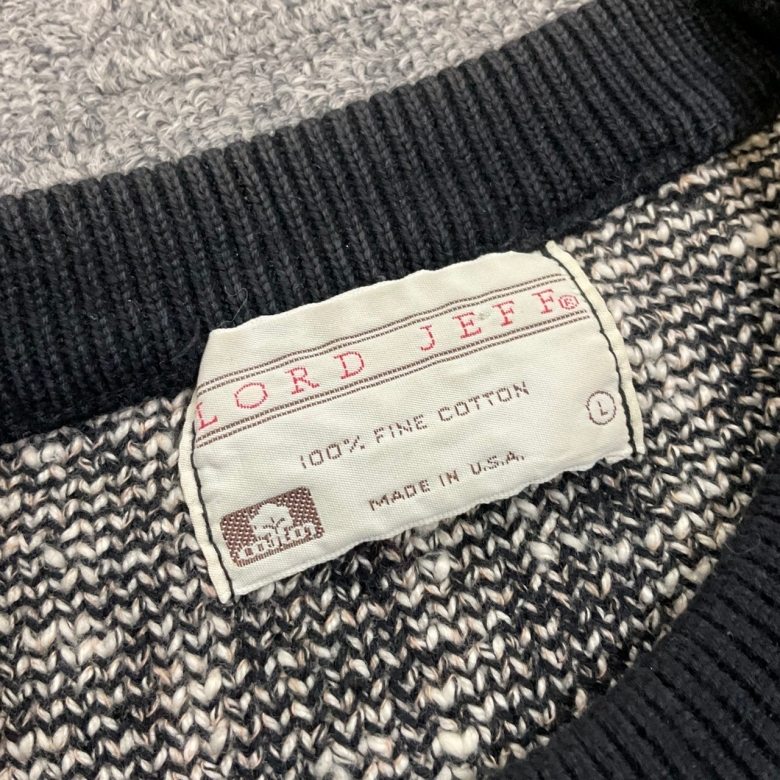 LORD JEFF®
100% FINE COTTON
L
MADE IN U.S.A.